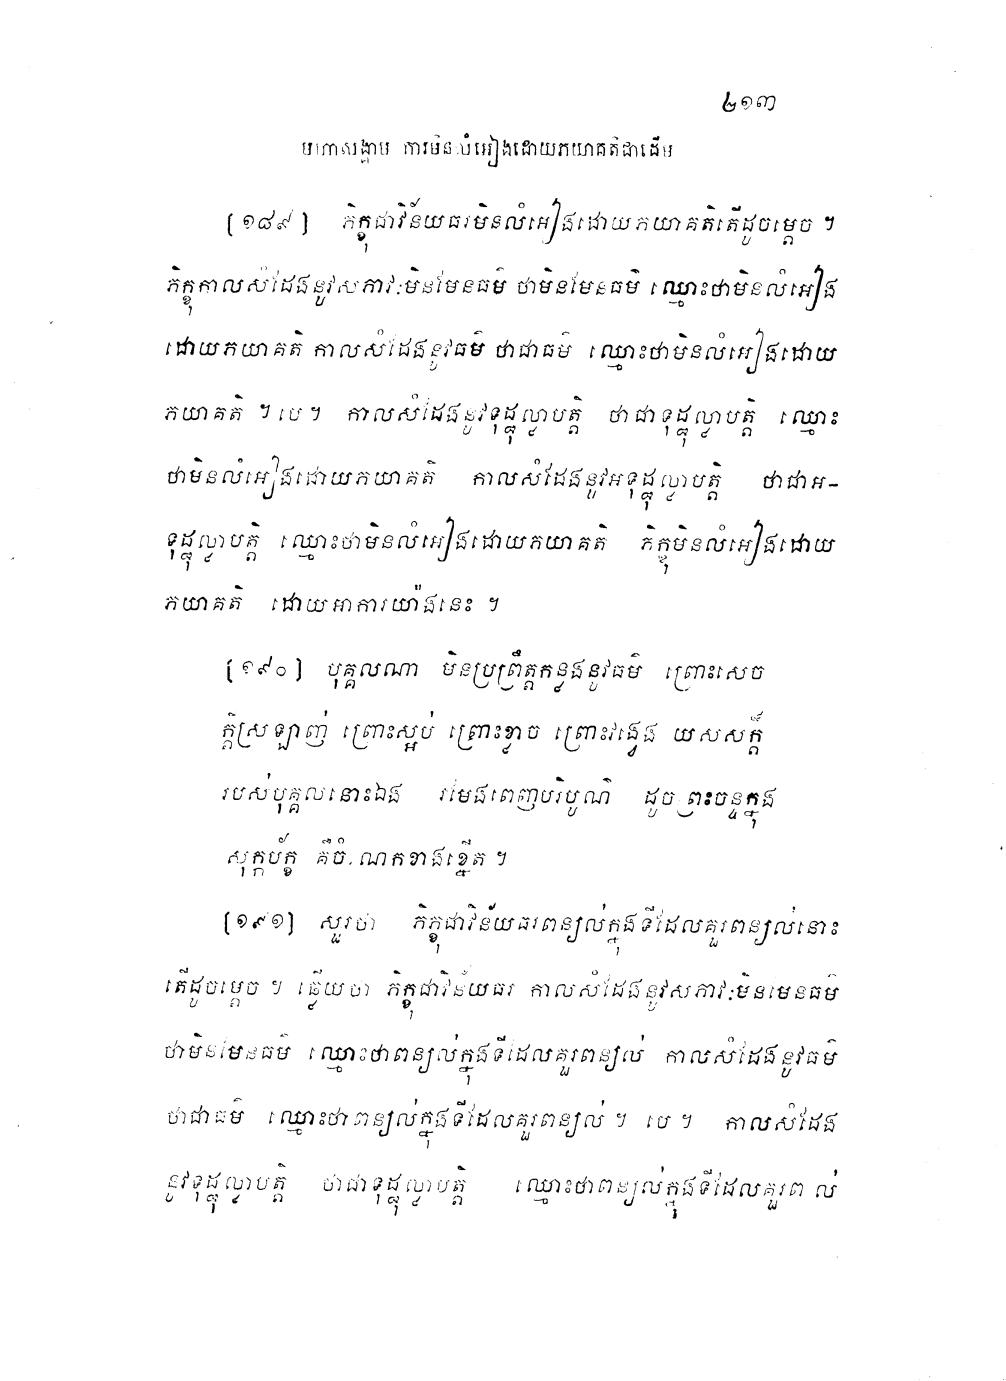 ២១៣
មហាសង្គាម ការមិនលំអៀងដោយភយាគតិជាដើម
[១៨៩] ភិក្ខុជាវិន័យធរមិនលំអៀងដោយភយាគតិតើដូចម្តេច ។
ភិក្ខុកាលសំដែងនូវសភាវៈមិនមែនធម៌ ថាមិនមែនធម៌ ឈ្មោះថាមិនលំអៀង
ដោយភយាគតិ កាលសំដែងនូវធម៌ ថាជាធម៌ ឈ្មោះថាមិនលំអៀងដោយ
ភយាគតិ ។ បេ ។ កាលសំដែងនូវទុដ្ឋុល្លាបត្តិ ថាជាទុដ្ឋុល្លាបត្តិ ឈ្មោះ
ថាមិនលំអៀងដោយភយាគតិ កាលសំដែងនូវអទុដ្ឋុល្លាបត្តិ ថាជាអ-
ទុដ្ឋុល្លាបត្តិ ឈ្មោះថាមិនលំអៀងដោយភយាគតិ ភិក្ខុមិនលំអៀងដោយ
ភយាគតិ ដោយអាការយ៉ាងនេះ ។
[១៩០] បុគ្គលណា មិនប្រព្រឹត្តកន្លងនូវធម៌ ព្រោះសេច
ក្តីស្រឡាញ់ ព្រោះស្អប់ ព្រោះខ្លាច ព្រោះវង្វេង យសសក្តិ៍
របស់បុគ្គលនោះឯង រមែងពេញបរិបូណ៌ ដូចព្រះចន្ទក្នុង
សុក្កបក្ខ័ គឺចំណែកខាងខ្នើត ។
[១៩១] សួរថា ភិក្ខុជាវិន័យធរពន្យល់ក្នុងទីដែលគួរពន្យល់នោះ
តើដូចម្តេច ។ ឆ្លើយថា ភិក្ខុជាវិន័យធរ កាលសំដែងនូវសភាវៈមិនមែនធម៌
ថាមិនមែនធម៌ ឈ្មោះថាពន្យល់ក្នុងទីដែលគួរពន្យល់ កាលសំដែងនូវធម៌
ថាជាធម៌ ឈ្មោះថាពន្យល់ក្នុងទីដែលគួរពន្យល់ ។ បេ ។ កាលសំដែង
នូវទុដ្ឋុល្លាបត្តិ ថាជាទុដ្ឋុល្លាបត្តិ ឈ្មោះថាពន្យល់ក្នុងទីដែលគួរពន្យល់